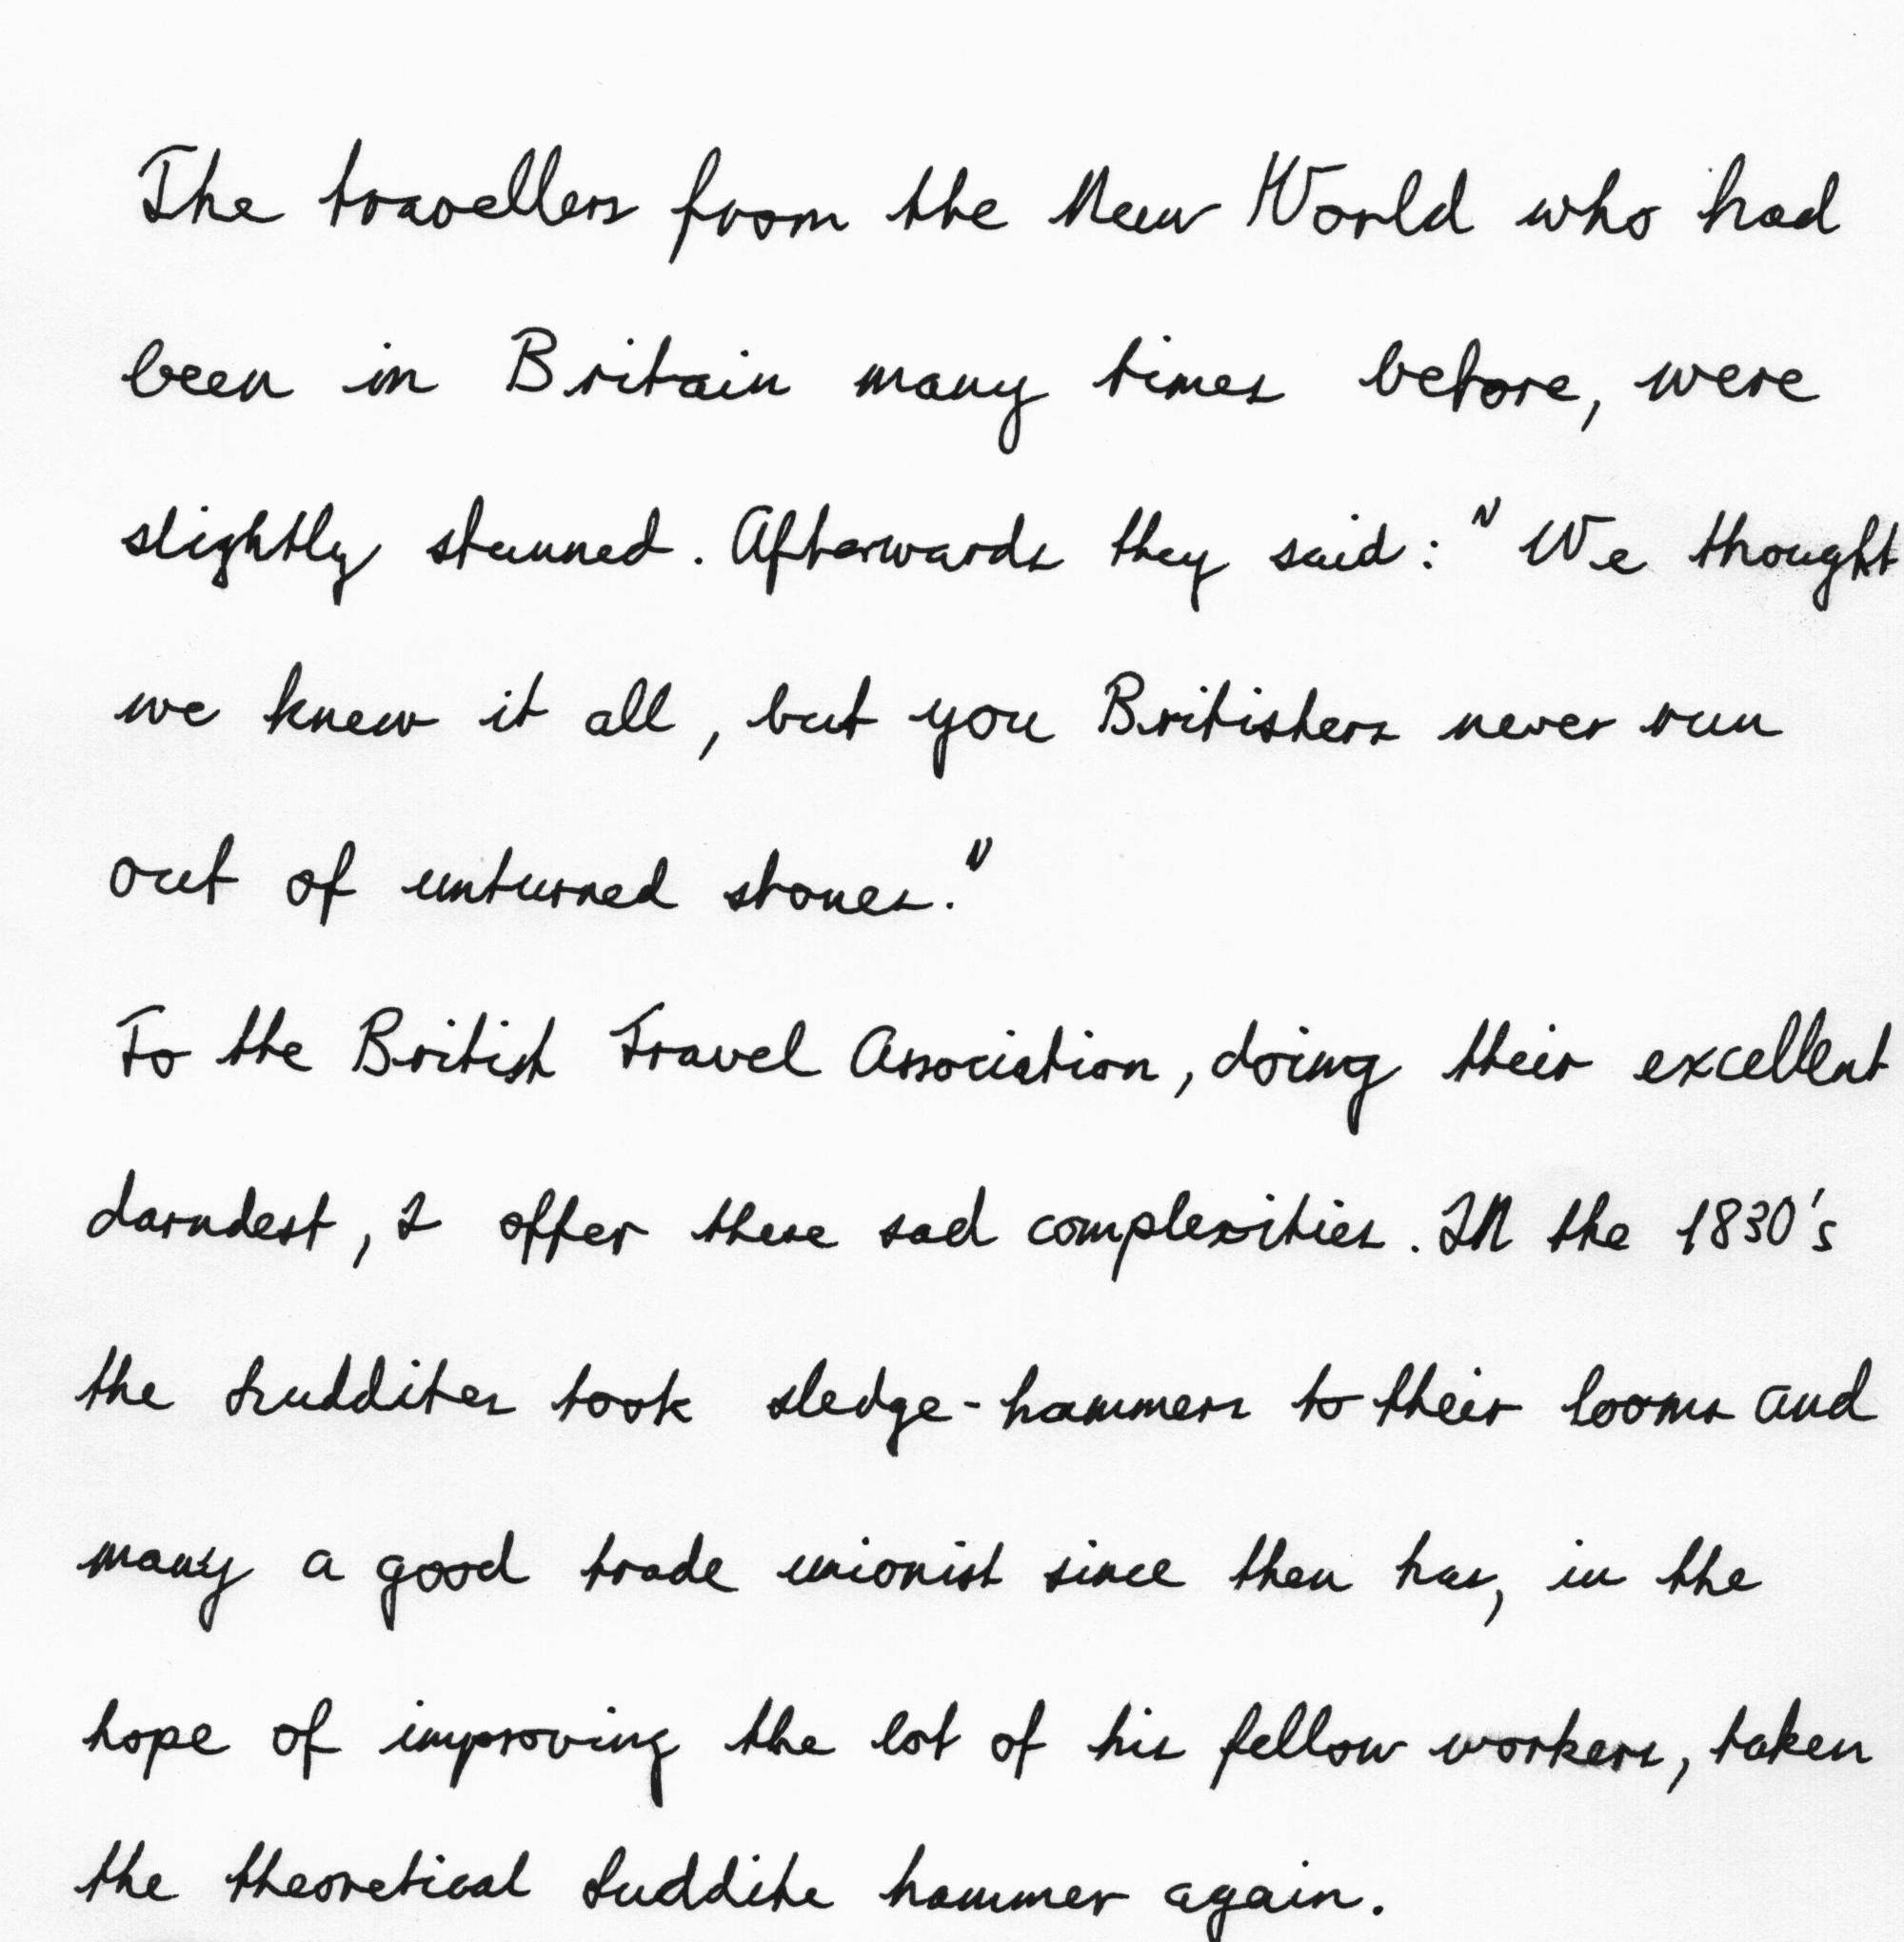 The travellers from the New World who had
been in Britain many times before, were
slightly stunned. Afterwards they said: "We thought
we knew it all, but you Britishers never run
out of unturned stones."
To the British Travel Association, doing their excellent
darndest, I offer these sad complexities. IN the 1830's
the Luddites took sledge-hammers to their looms and
many a good trade unionist since then has, in the
hope of improving the lot of his fellow workers, taken
the theoretical Luddite hammer again.